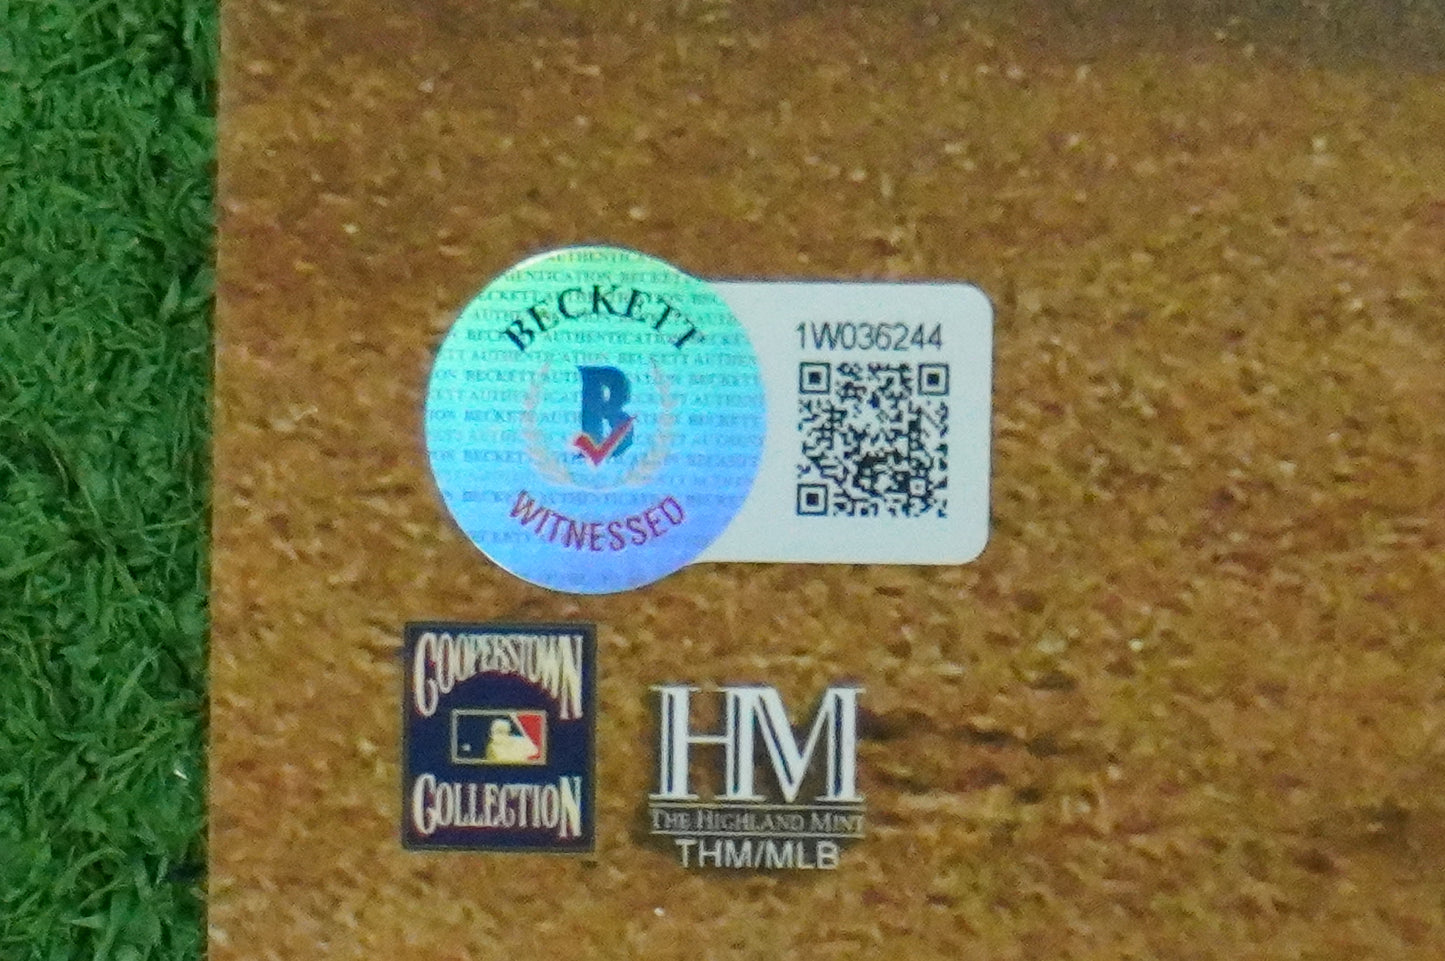 BECKETT
B
WITNESSED
1W036244
COOPERSTOWN
COLLECTION
HM
THE HIGHLAND MINT
THM/MLB